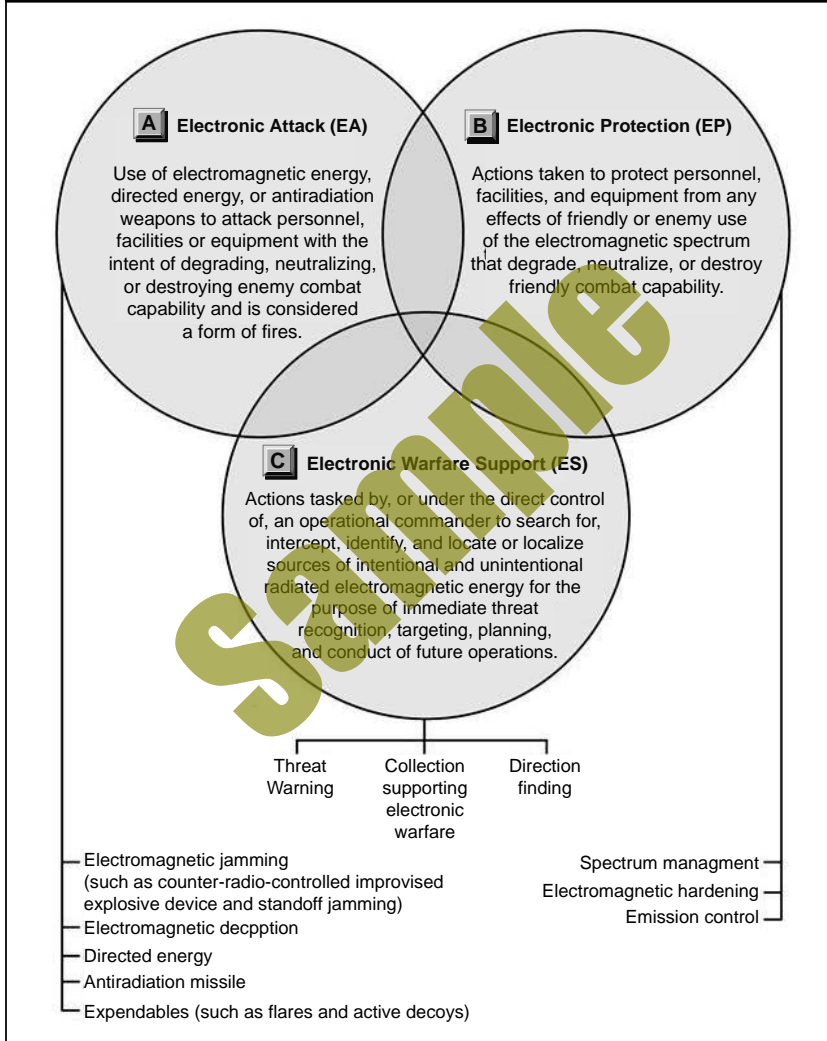 A Electronic Attack (EA)
Use of electromagnetic energy,
directed energy, or antiradiation
weapons to attack personnel,
facilities or equipment with the
intent of degrading, neutralizing,
or destroying enemy combat
capability and is considered
a form of fires.
B Electronic Protection (EP)
Actions taken to protect personnel,
facilities, and equipment from any
effects of friendly or enemy use
of the electromagnetic spectrum
that degrade, neutralize, or destroy
friendly combat capability.
C Electronic Warfare Support (ES)
Actions tasked by, or under the direct control
of, an operational commander to search for,
intercept, identify, and locate or localize
sources of intentional and unintentional
radiated electromagnetic energy for the
purpose of immediate threat
recognition, targeting, planning,
and conduct of future operations.
Sample
Threat
Warning
Collection
supporting
electronic
warfare
Direction
finding
Electromagnetic jamming
(such as counter-radio-controlled improvised
explosive device and standoff jamming)
Electromagnetic decpption
Directed energy
Antiradiation missile
Expendables (such as flares and active decoys)
Spectrum managment
Electromagnetic hardening
Emission control